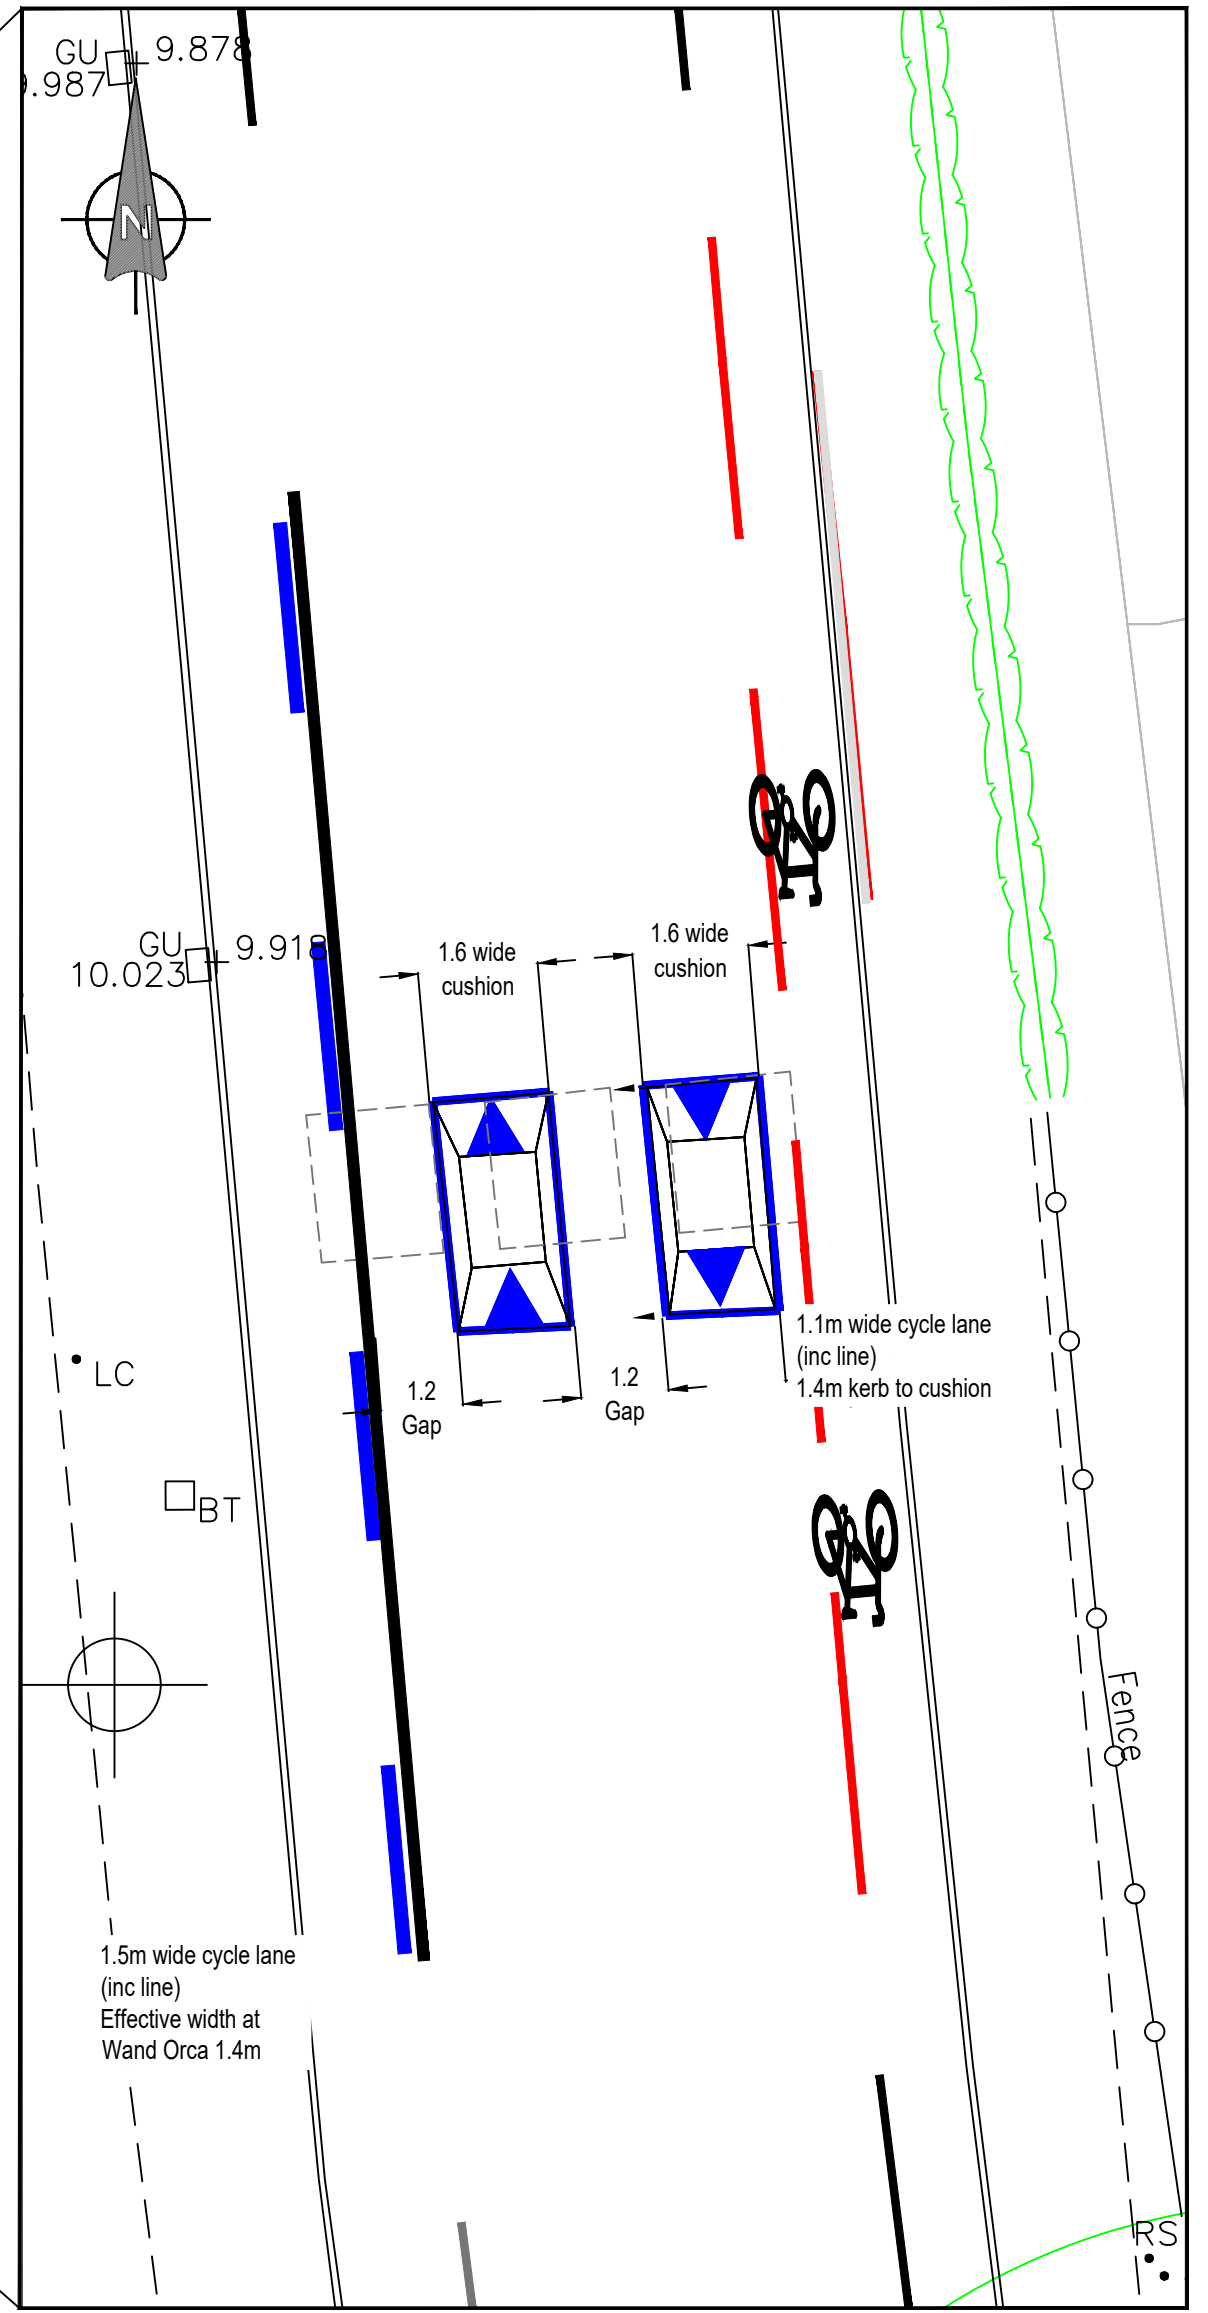 GU
9.878
9.987
N
GU
9.918
10.023
1.6 wide
cushion
1.6 wide
cushion
1.1m wide cycle lane
(inc line)
1.4m kerb to cushion
1.2
Gap
1.2
Gap
LC
BT
Fence
1.5m wide cycle lane
(inc line)
Effective width at
Wand Orca 1.4m
RS